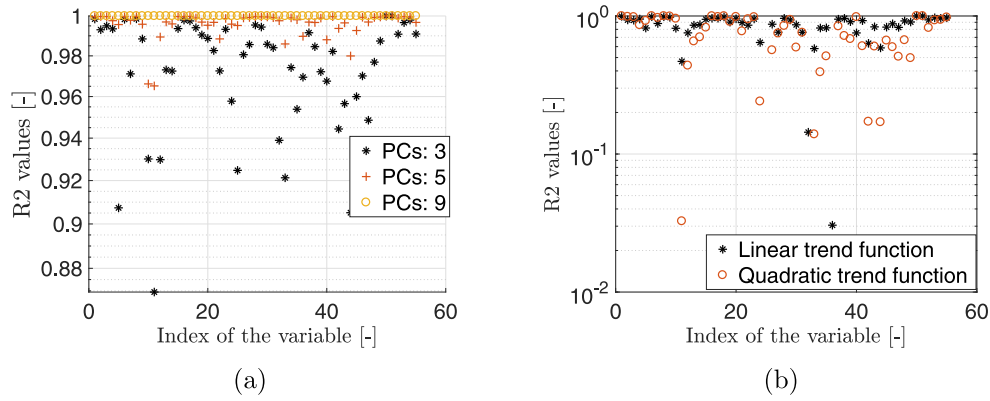 1
0.98
0.96
0.94
0.92
0.9
0.88
R2 values [-]
0
20
40
60
Index of the variable [-]
PCs: 3
PCs: 5
PCs: 9
(a)
10^0
10^-1
10^-2
R2 values [-]
0
20
40
60
Index of the variable [-]
Linear trend function
Quadratic trend function
(b)